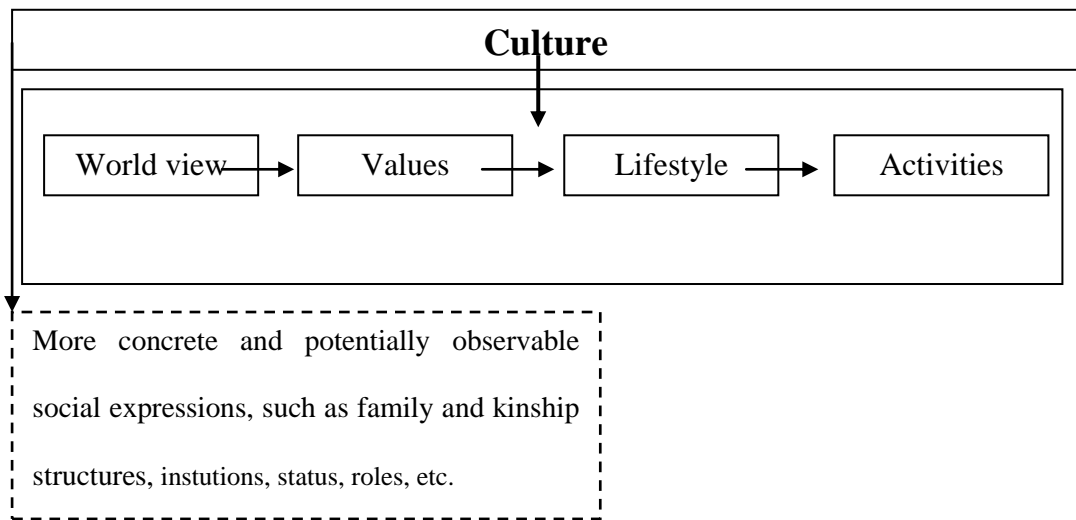 Culture
World view
Values
Lifestyle
Activities
More concrete and potentially observable
social expressions, such as family and kinship
structures, instutions, status, roles, etc.